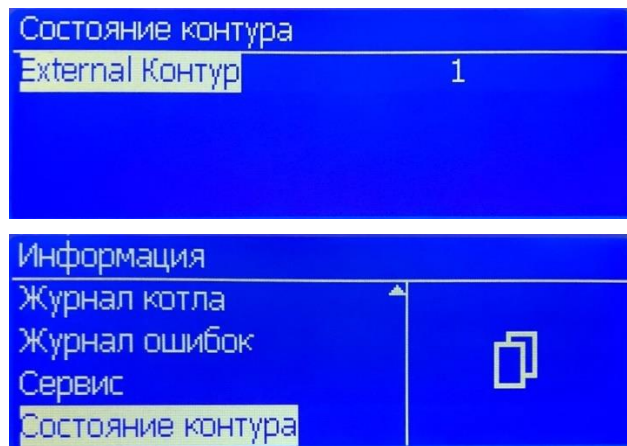 Состояние контура
External Контур 1
Информация
Журнал котла
Журнал ошибок
Сервис
Состояние контура